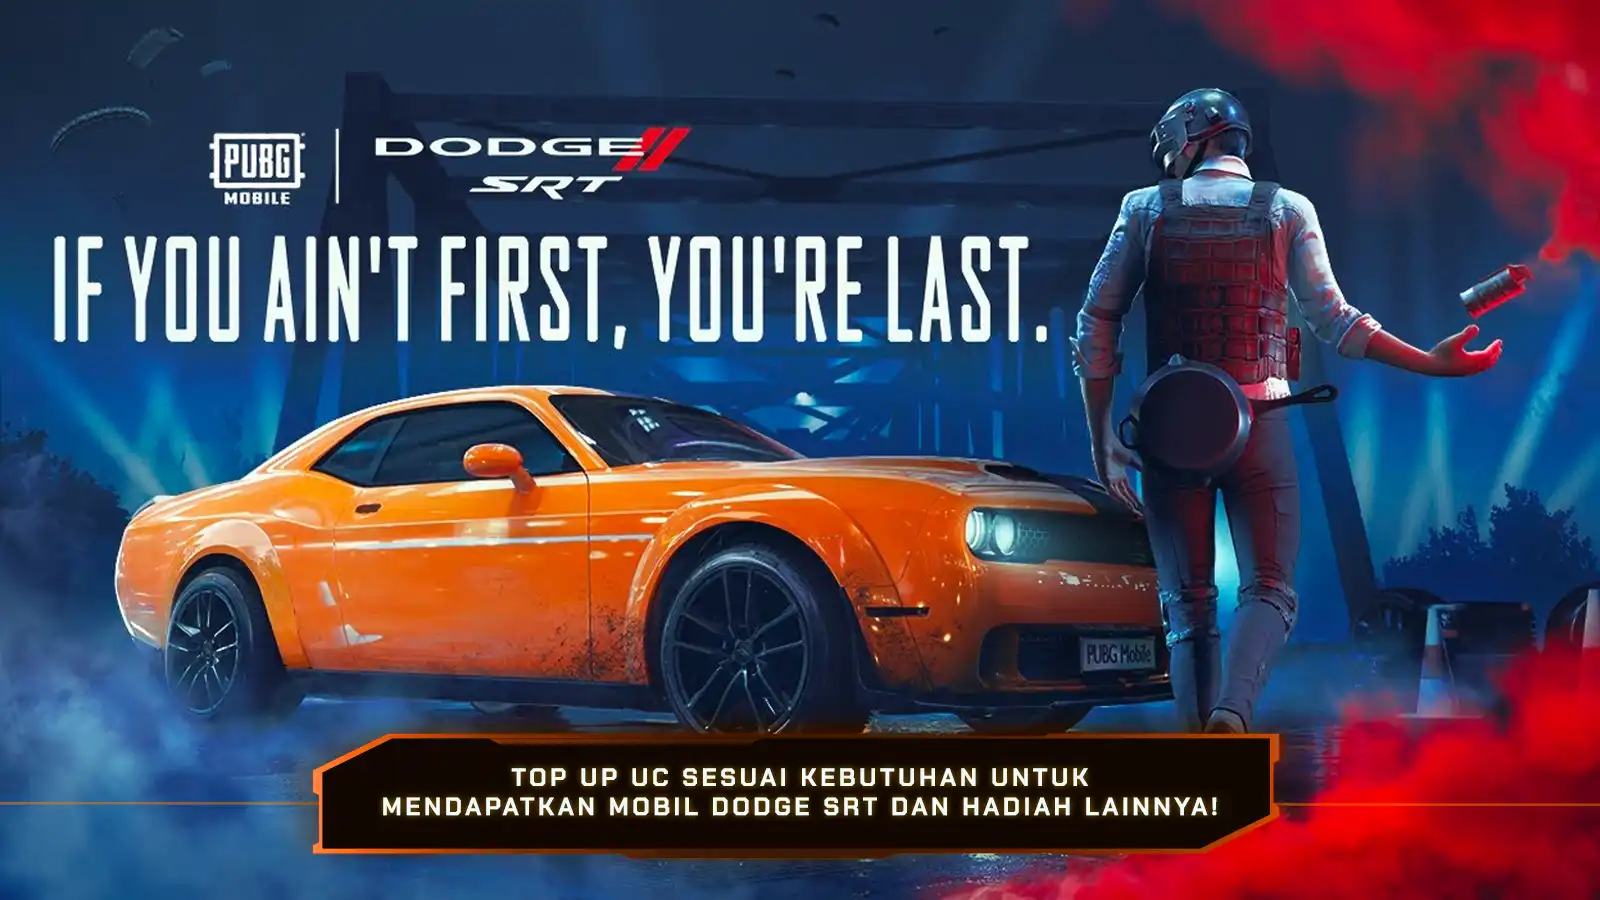 PUBG
MOBILE
DODGE
SRT
IF YOU AIN'T FIRST, YOU'RE LAST.
PUBG Mobile
TOP UP UC SESUAI KEBUTUHAN UNTUK
MENDAPATKAN MOBIL DODGE SRT DAN HADIAH LAINNYA!